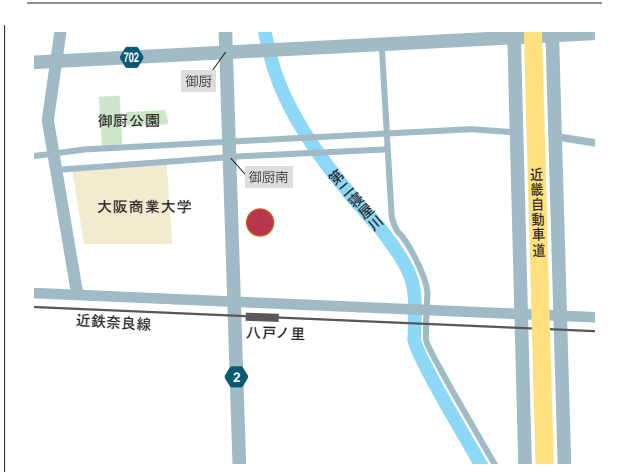 702
御厨
御厨公園
御厨南
大阪商業大学
第二寝屋川
近畿自動車道
近鉄奈良線
八戸ノ里
2